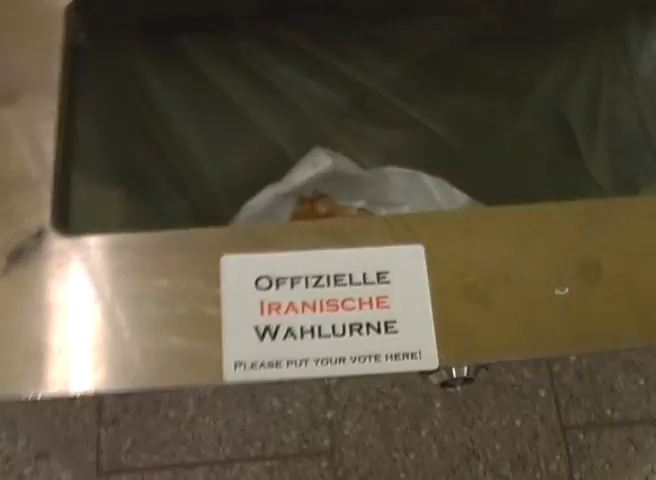 OFFIZIELLE
IRANISCHE
WAHLURNE
PLEASE PUT YOUR VOTE HERE!